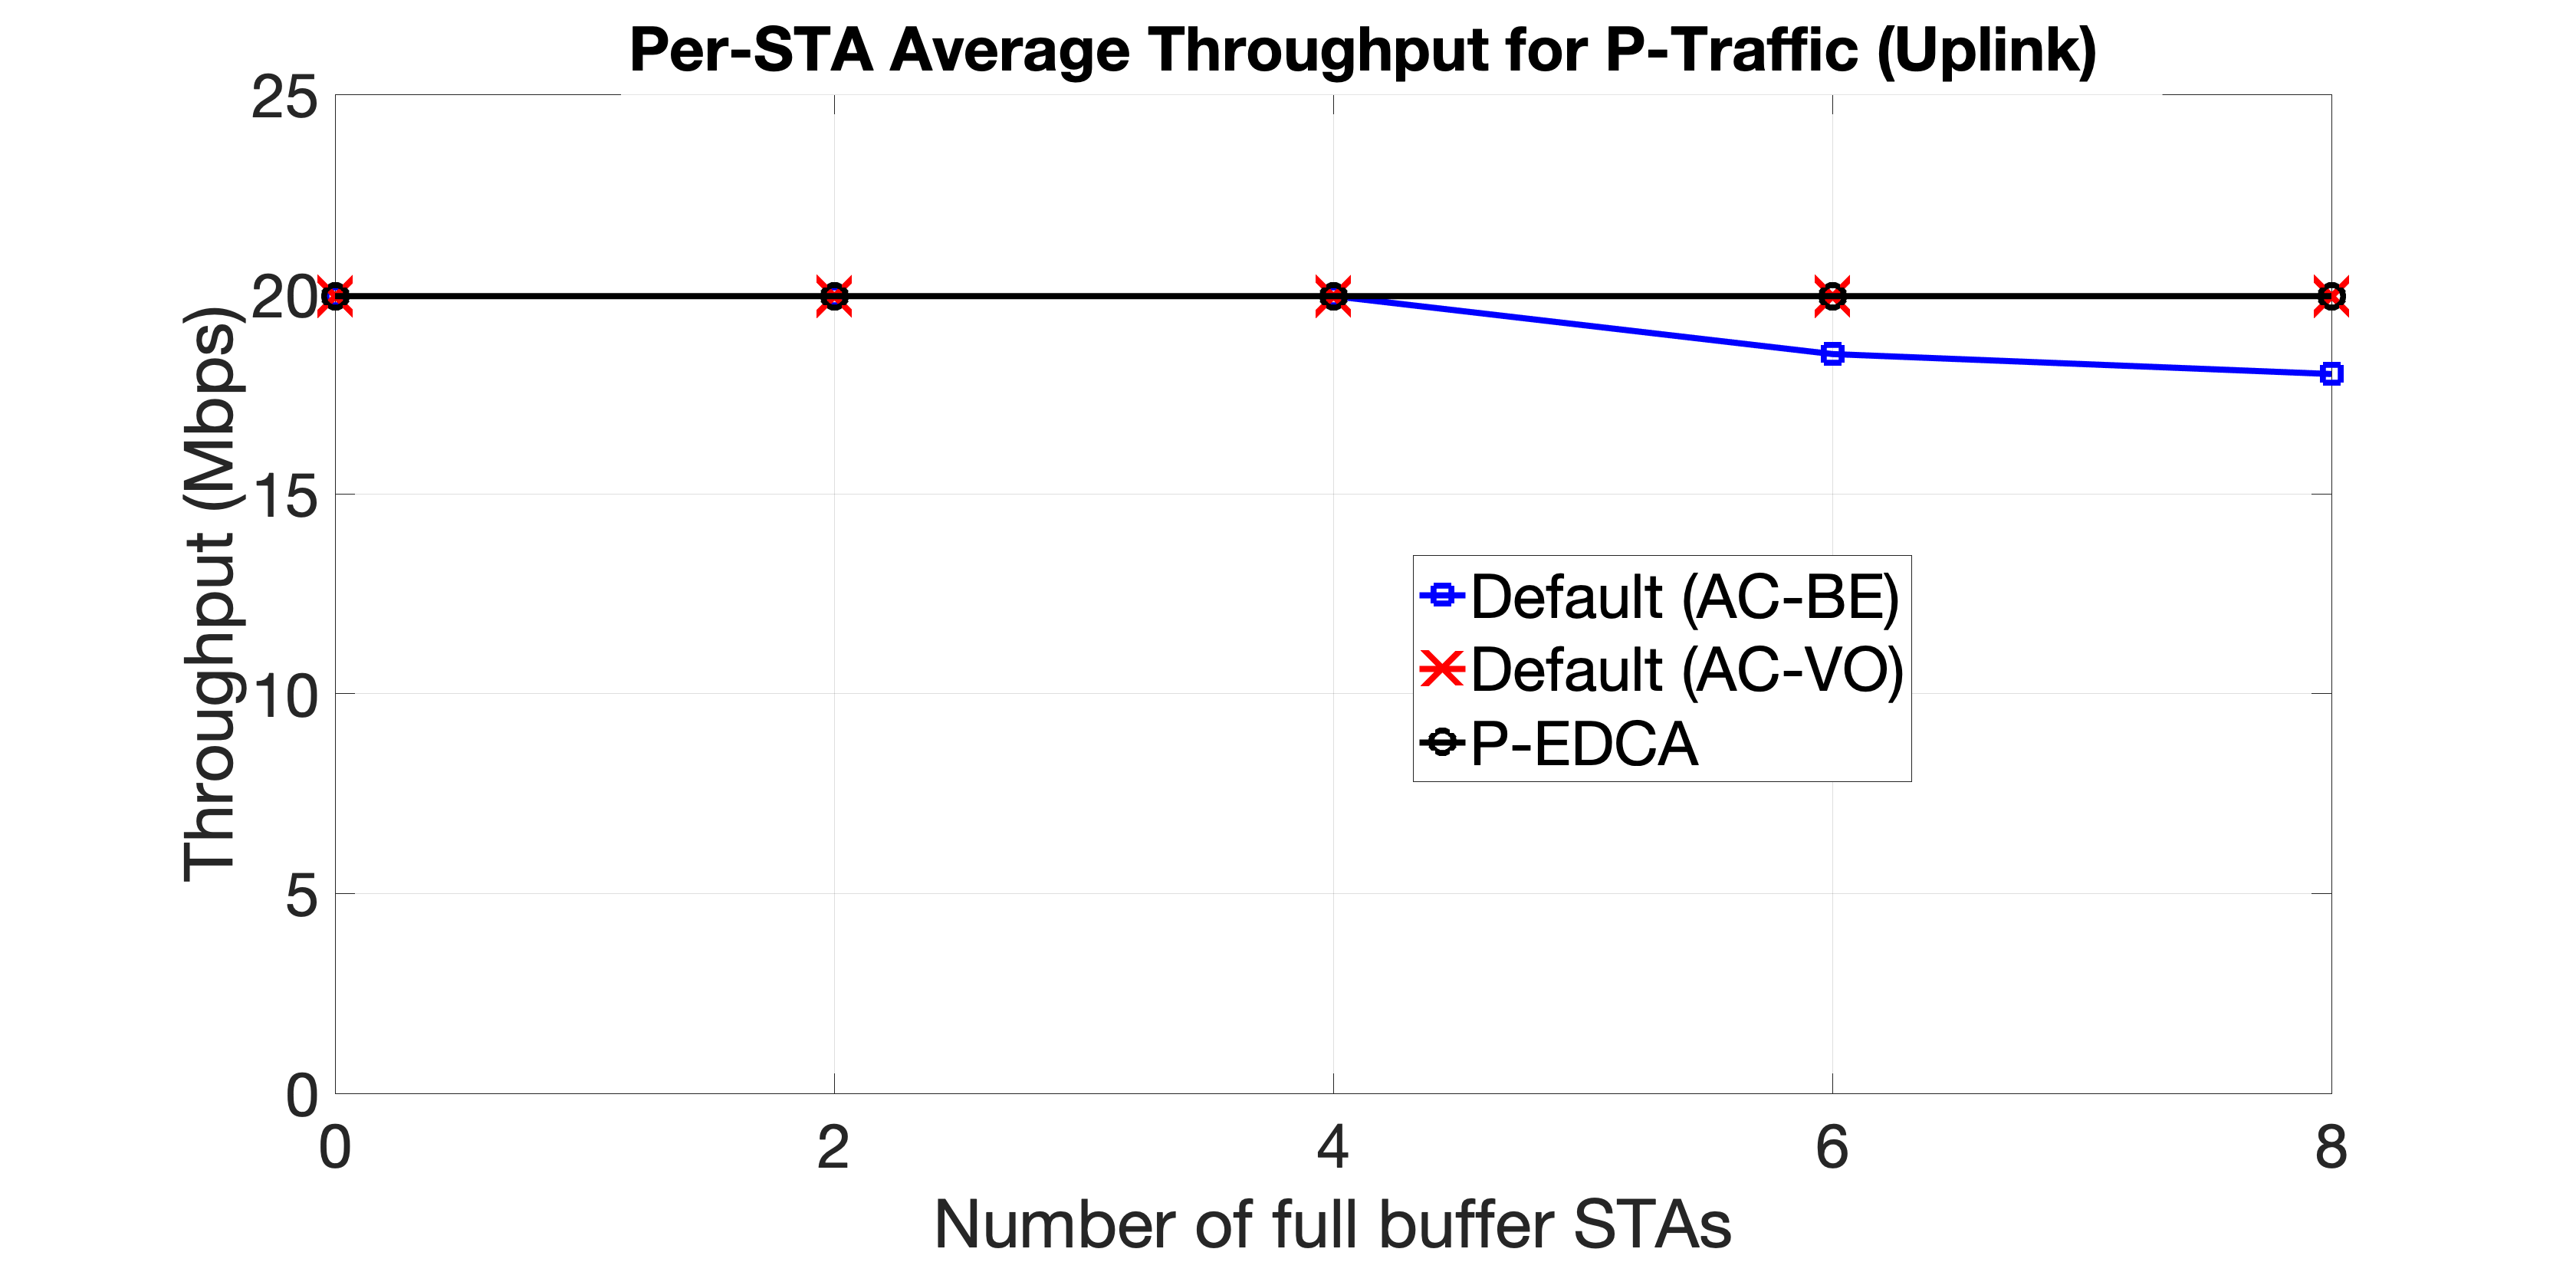 Per-STA Average Throughput for P-Traffic (Uplink)
25
20
15
10
5
0
Throughput (Mbps)
Default (AC-BE)
Default (AC-VO)
P-EDCA
0 2 4 6 8
Number of full buffer STAs